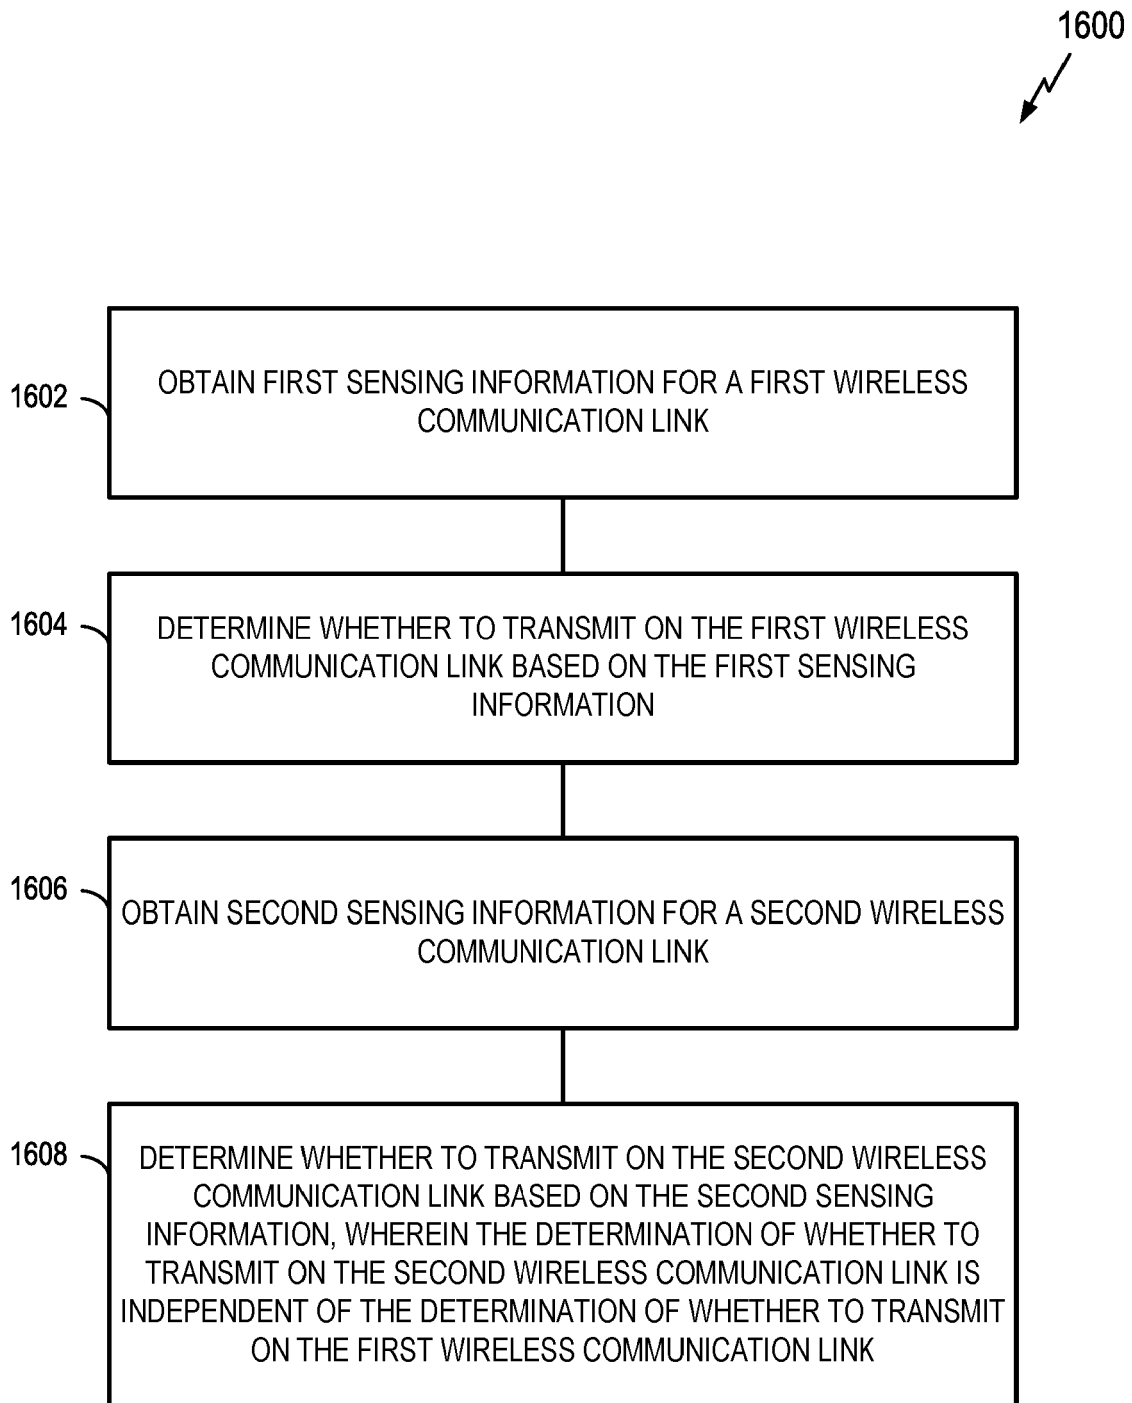 1600
1602
OBTAIN FIRST SENSING INFORMATION FOR A FIRST WIRELESS
COMMUNICATION LINK
1604
DETERMINE WHETHER TO TRANSMIT ON THE FIRST WIRELESS
COMMUNICATION LINK BASED ON THE FIRST SENSING
INFORMATION
1606
OBTAIN SECOND SENSING INFORMATION FOR A SECOND WIRELESS
COMMUNICATION LINK
1608
DETERMINE WHETHER TO TRANSMIT ON THE SECOND WIRELESS
COMMUNICATION LINK BASED ON THE SECOND SENSING
INFORMATION, WHEREIN THE DETERMINATION OF WHETHER TO
TRANSMIT ON THE SECOND WIRELESS COMMUNICATION LINK IS
INDEPENDENT OF THE DETERMINATION OF WHETHER TO TRANSMIT
ON THE FIRST WIRELESS COMMUNICATION LINK